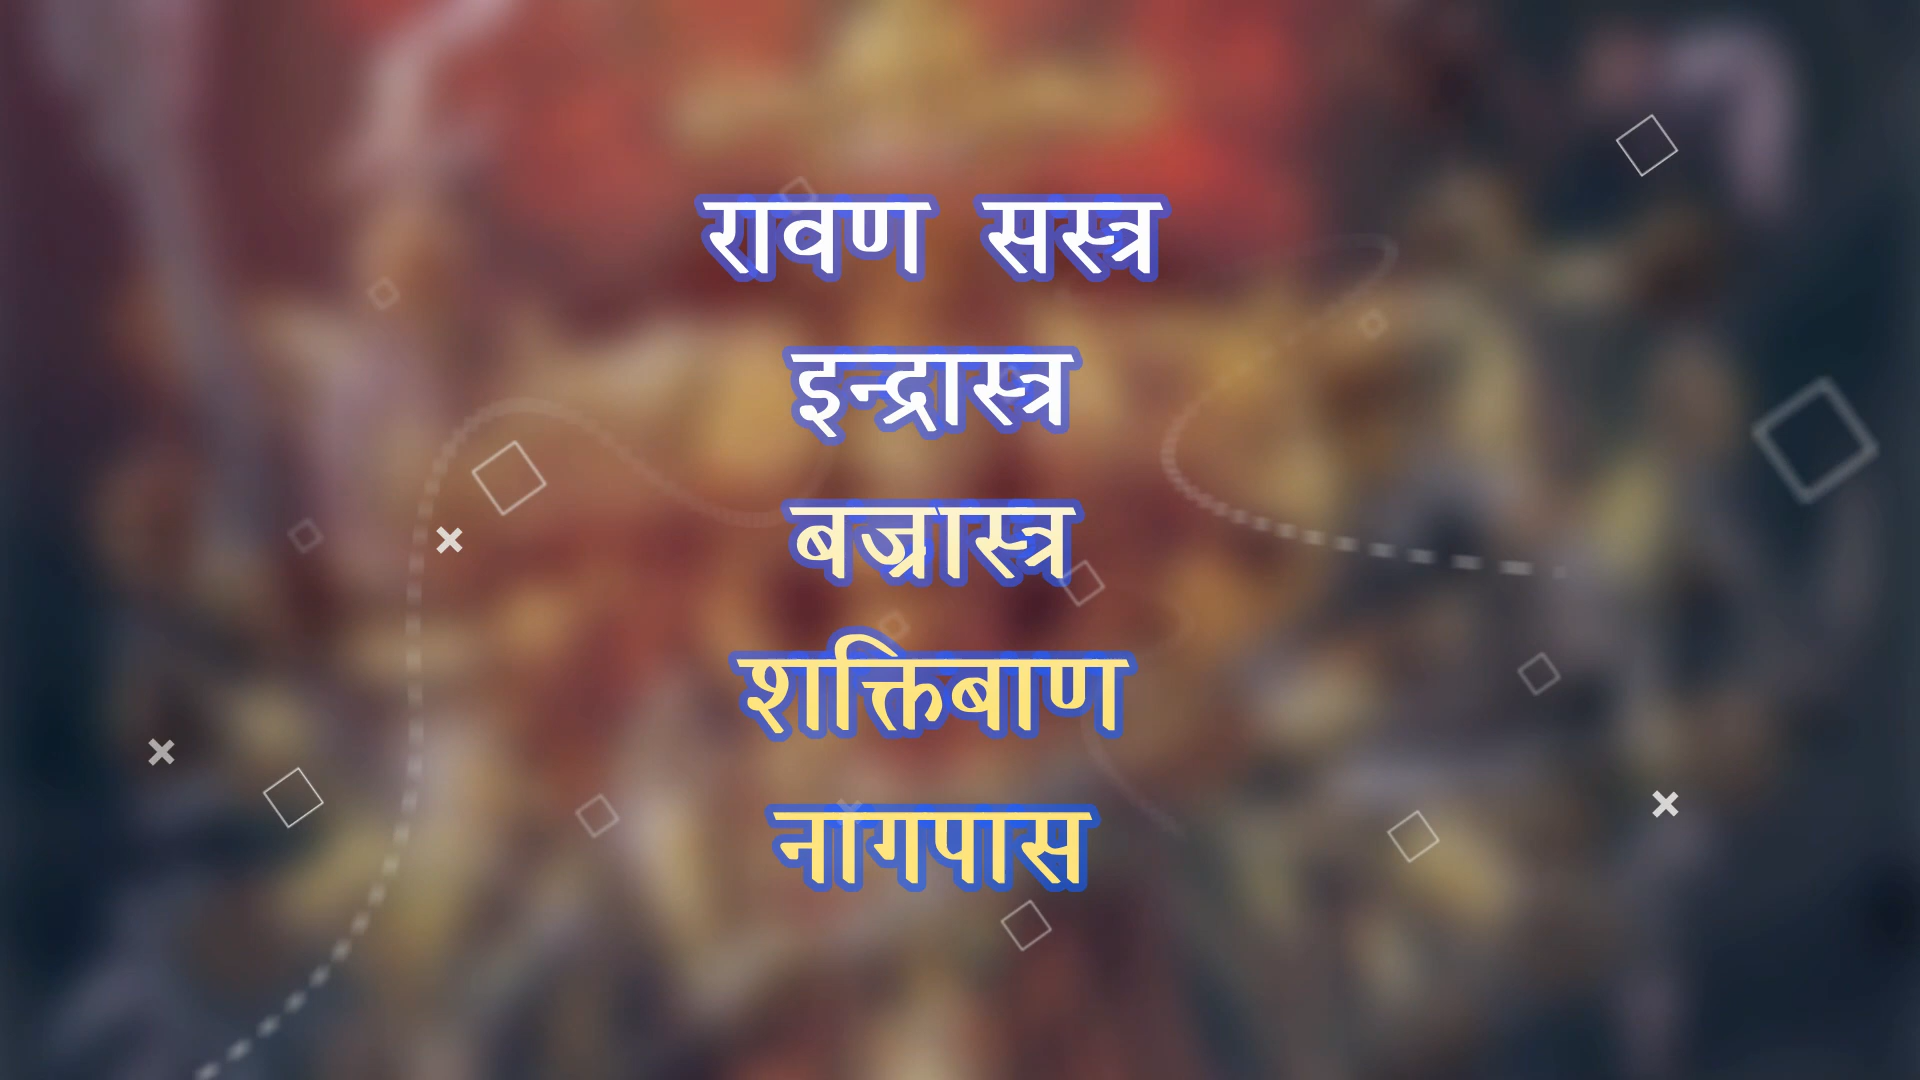 रावण सस्त्र
इन्द्रास्त्र
बज्रास्त्र
शक्तिबाण
नागपास